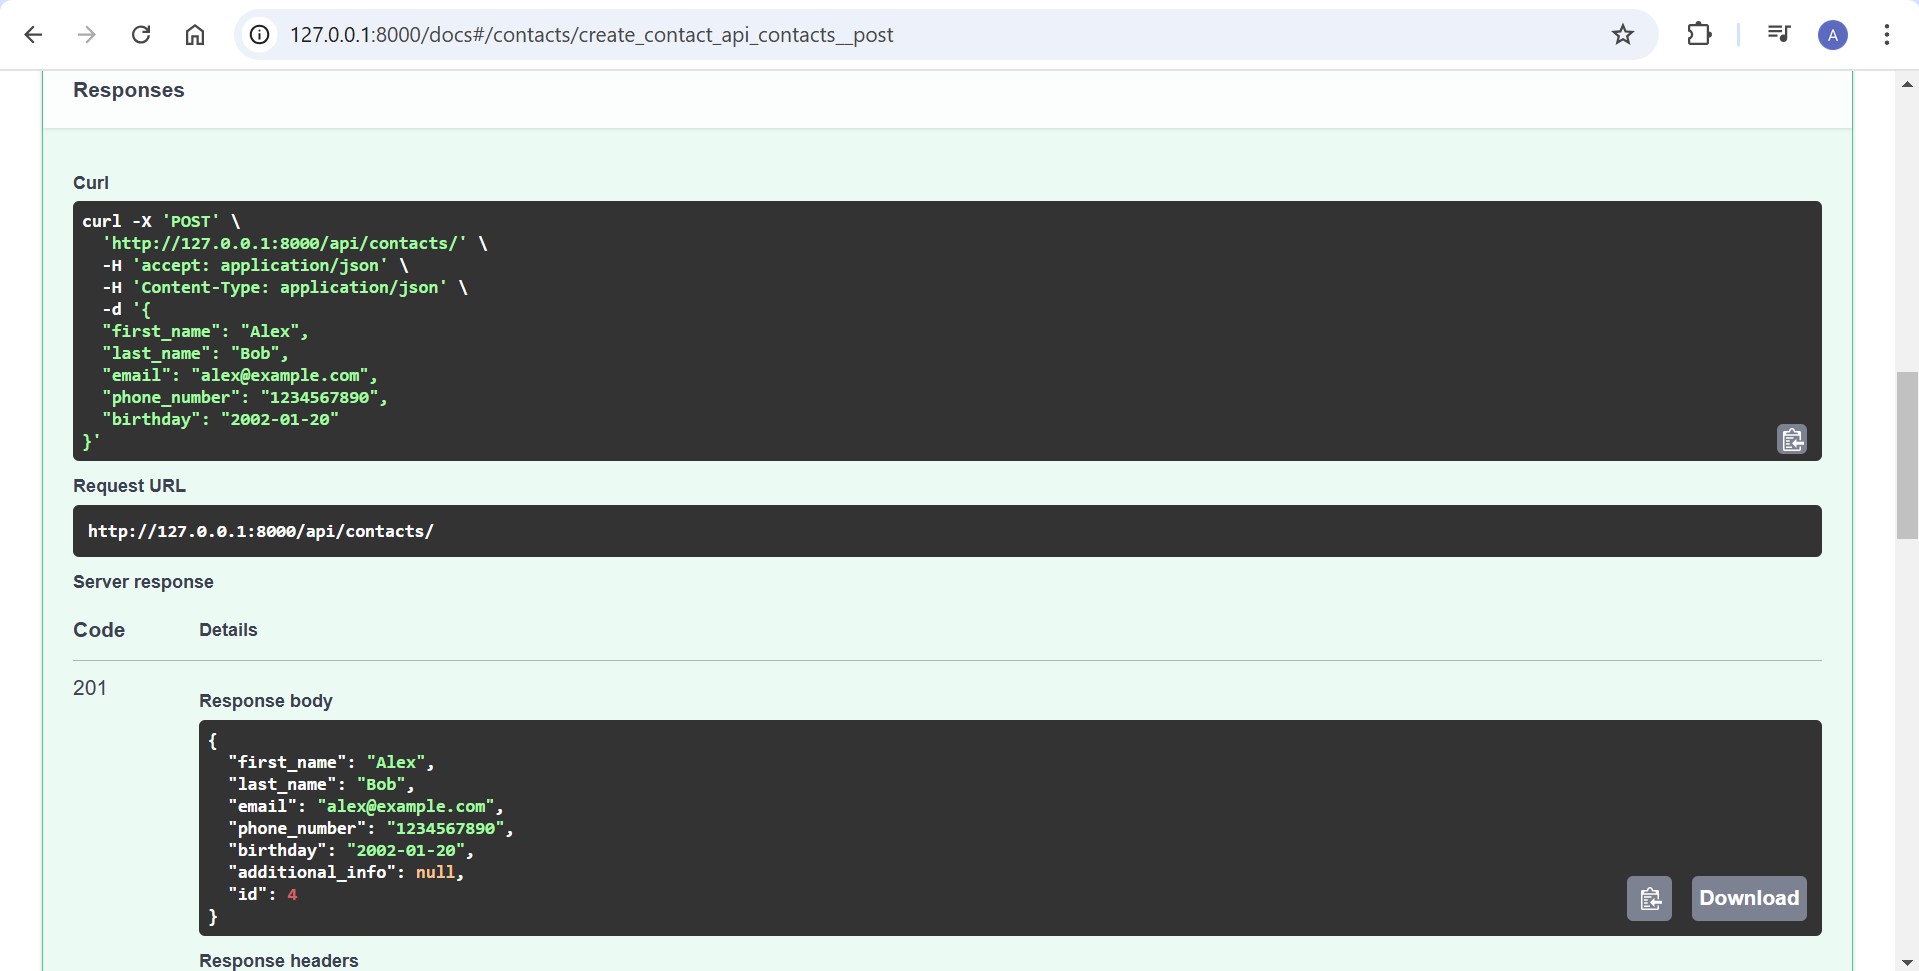 127.0.0.1:8000/docs#/contacts/create_contact_api_contacts__post
A
Responses
Curl
curl -X 'POST' \
  'http://127.0.0.1:8000/api/contacts/' \
  -H 'accept: application/json' \
  -H 'Content-Type: application/json' \
  -d '{
  "first_name": "Alex",
  "last_name": "Bob",
  "email": "alex@example.com",
  "phone_number": "1234567890",
  "birthday": "2002-01-20"
}'
Request URL
http://127.0.0.1:8000/api/contacts/
Server response
Code Details
201
Response body
{
  "first_name": "Alex",
  "last_name": "Bob",
  "email": "alex@example.com",
  "phone_number": "1234567890",
  "birthday": "2002-01-20",
  "additional_info": null,
  "id": 4
}
Download
Response headers